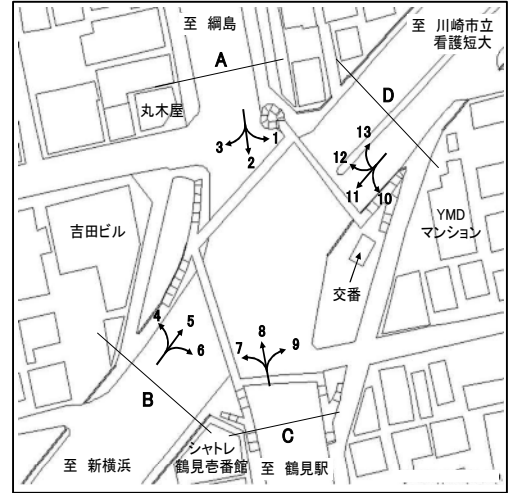 至 綱島
至 川崎市立
看護短大
A
D
丸木屋
1
2
3
13
12
11
10
吉田ビル
YMD
マンション
交番
4
5
6
7
8
9
B
C
シャトレ
鶴見壱番館
至 新横浜
至 鶴見駅